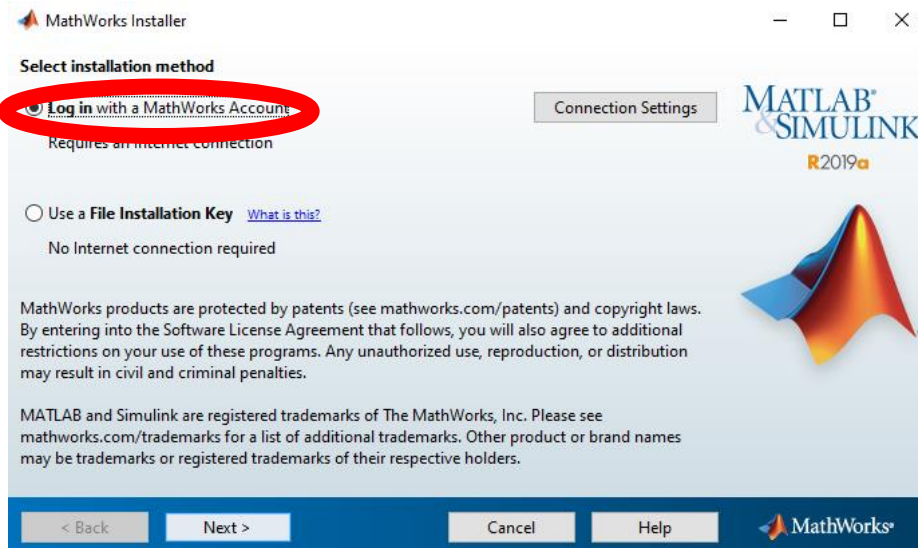 MathWorks Installer
Select installation method
Log in with a MathWorks Account
Connection Settings
Requires an Internet connection
MATLAB®
&SIMULINK®
R2019a
Use a File Installation Key What is this?
No Internet connection required
MathWorks products are protected by patents (see mathworks.com/patents) and copyright laws.
By entering into the Software License Agreement that follows, you will also agree to additional
restrictions on your use of these programs. Any unauthorized use, reproduction, or distribution
may result in civil and criminal penalties.
MATLAB and Simulink are registered trademarks of The MathWorks, Inc. Please see
mathworks.com/trademarks for a list of additional trademarks. Other product or brand names
may be trademarks or registered trademarks of their respective holders.
< Back
Next >
Cancel
Help
MathWorks®